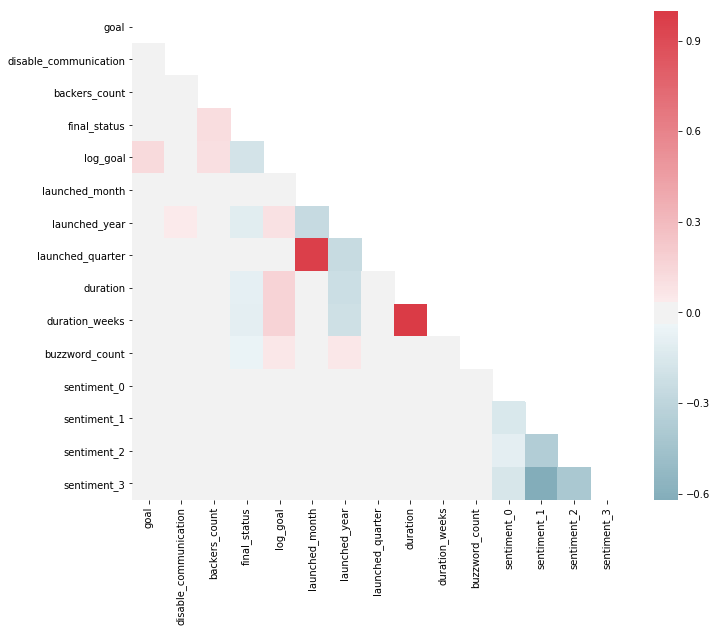 goal
disable_communication
backers_count
final_status
log_goal
launched_month
launched_year
launched_quarter
duration
duration_weeks
buzzword_count
sentiment_0
sentiment_1
sentiment_2
sentiment_3
goal
disable_communication
backers_count
final_status
log_goal
launched_month
launched_year
launched_quarter
duration
duration_weeks
buzzword_count
sentiment_0
sentiment_1
sentiment_2
sentiment_3
0.9
0.6
0.3
0.0
−0.3
−0.6